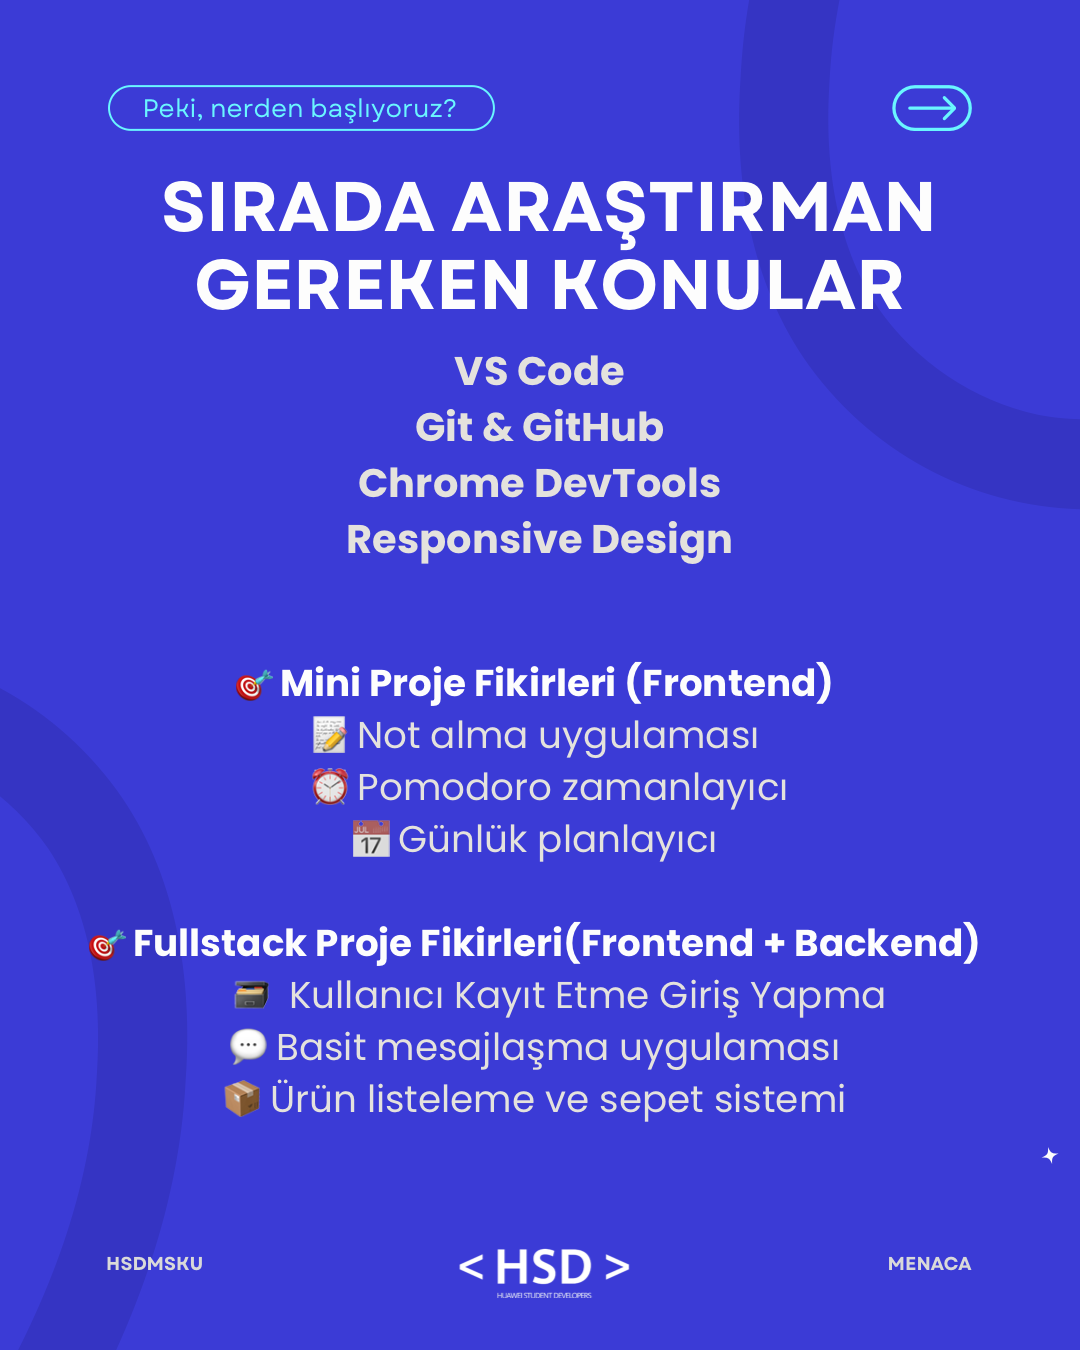 Peki, nerden başlıyoruz?
SIRADA ARAŞTIRMAN
GEREKEN KONULAR
VS Code
Git & GitHub
Chrome DevTools
Responsive Design
🎯 Mini Proje Fikirleri (Frontend)
📝 Not alma uygulaması
⏰ Pomodoro zamanlayıcı
📅 Günlük planlayıcı
🎯 Fullstack Proje Fikirleri(Frontend + Backend)
🗃️ Kullanıcı Kayıt Etme Giriş Yapma
💬 Basit mesajlaşma uygulaması
📦 Ürün listeleme ve sepet sistemi
HSDMSKU
< HSD >
HUAWEI STUDENT DEVELOPERS
MENACA